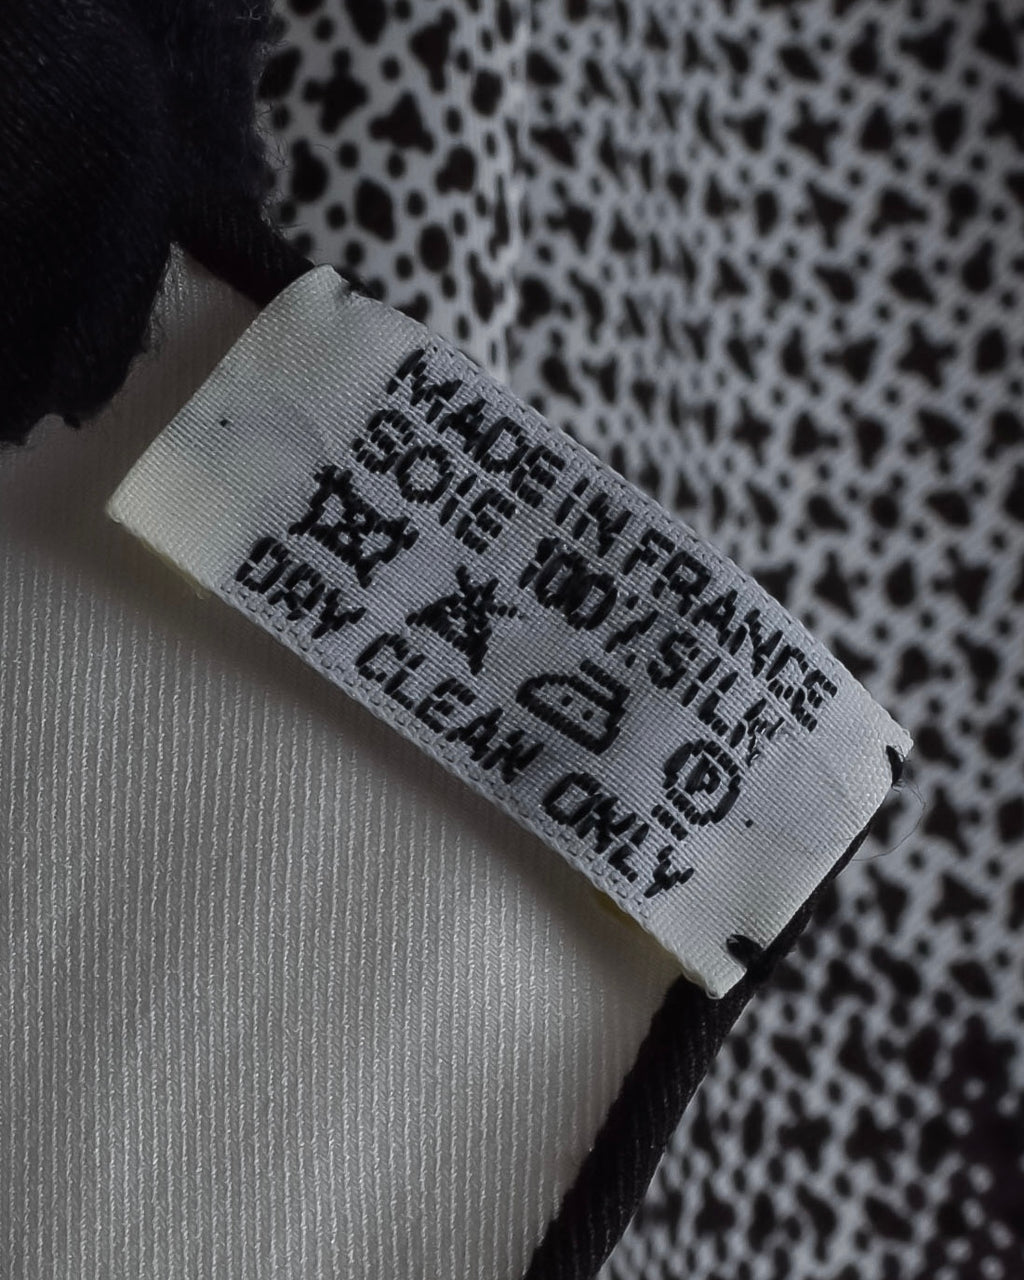 MADE IN FRANCE
SOIE 100% SILK
P
DRY CLEAN ONLY